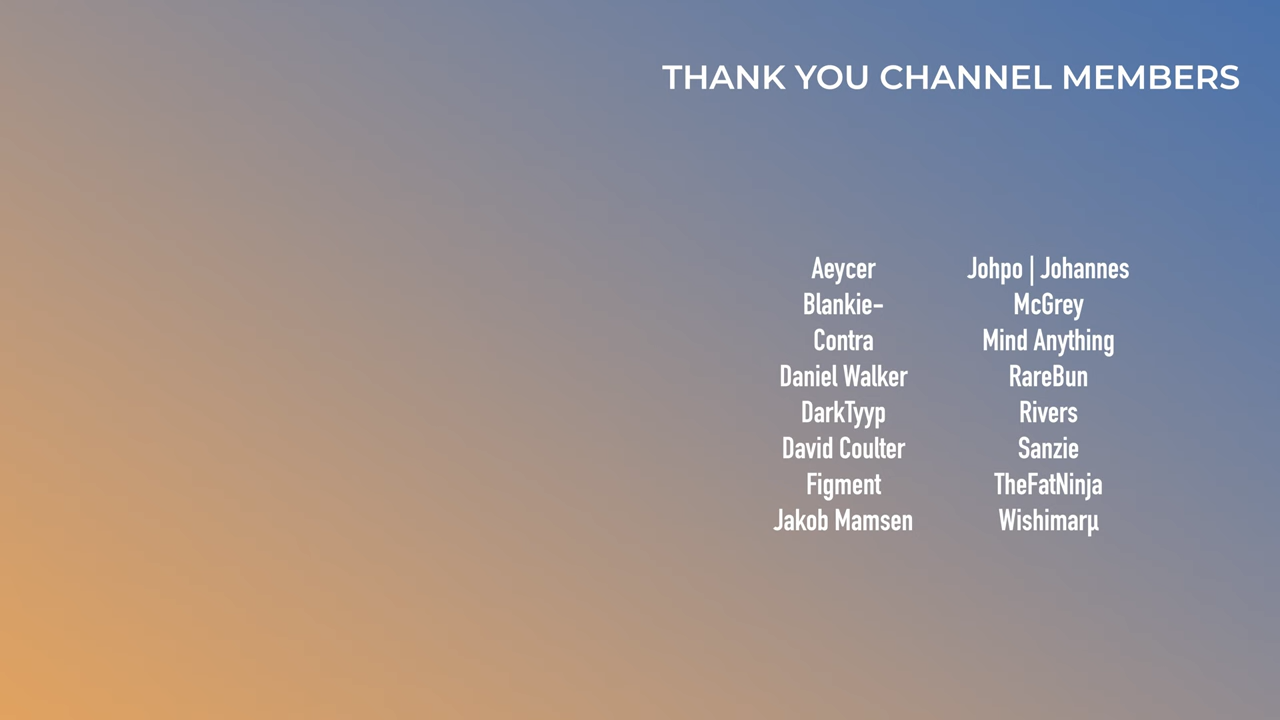 THANK YOU CHANNEL MEMBERS
Aeycer
Blankie-
Contra
Daniel Walker
DarkTyyp
David Coulter
Figment
Jakob Mamsen
Johpo | Johannes
McGrey
Mind Anything
RareBun
Rivers
Sanzie
TheFatNinja
Wishimarµ